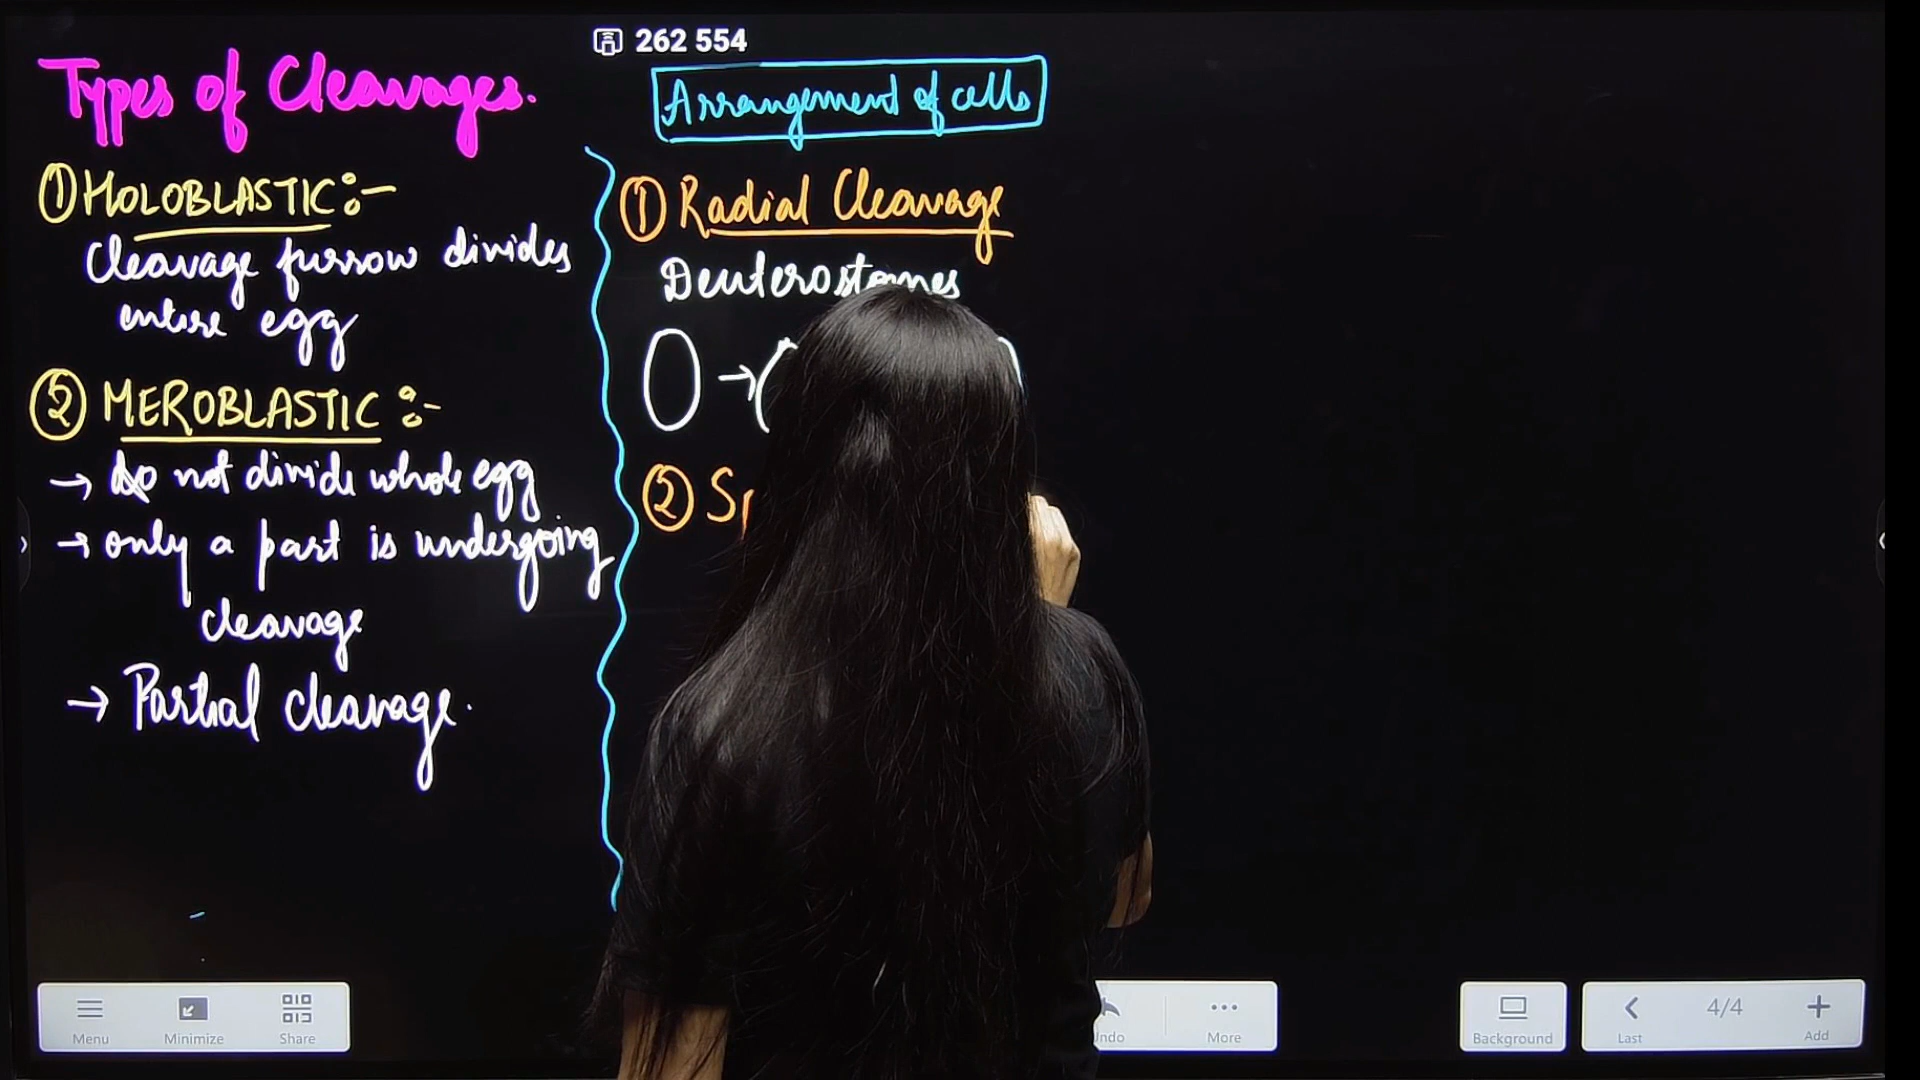 262 554
Types of Cleavages.
① HOLOBLASTIC :-
Cleavage furrow divides
entire egg
② MEROBLASTIC :-
→ do not divide whole egg
→ only a part is undergoing
cleavage
→ Partial cleavage.
Arrangement of cells
① Radial Cleavage
Deuterostomes
②
Menu
Minimize
Share
More
Background
Last
4/4
Add